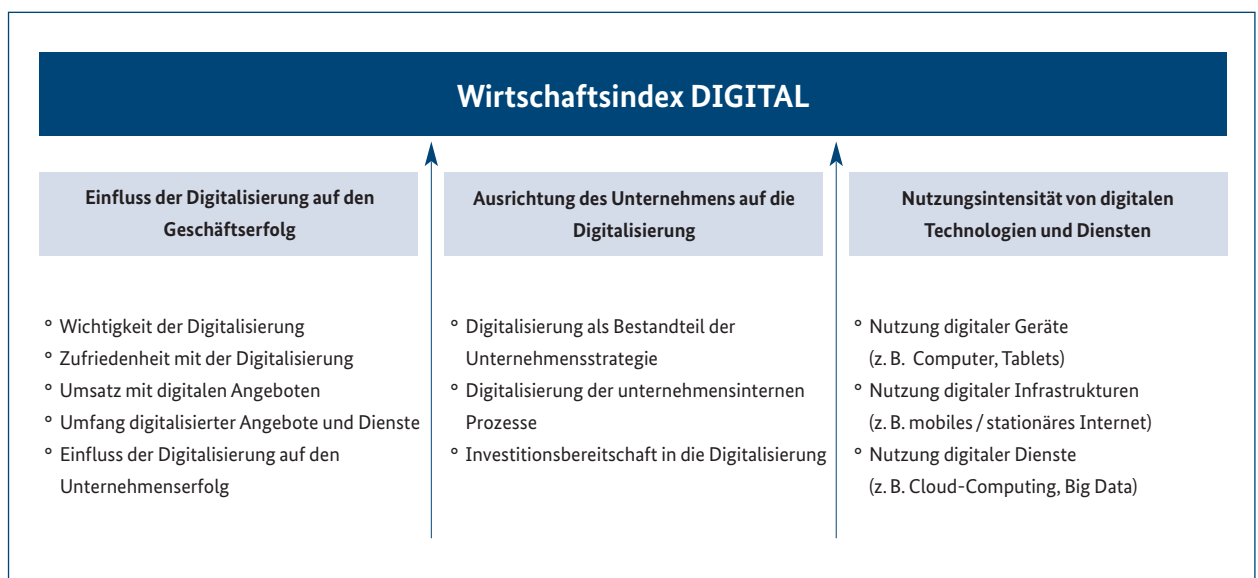 Wirtschaftsindex DIGITAL
Einfluss der Digitalisierung auf den
Geschäftserfolg
° Wichtigkeit der Digitalisierung
° Zufriedenheit mit der Digitalisierung
° Umsatz mit digitalen Angeboten
° Umfang digitalisierter Angebote und Dienste
° Einfluss der Digitalisierung auf den
Unternehmenserfolg
Ausrichtung des Unternehmens auf die
Digitalisierung
° Digitalisierung als Bestandteil der
Unternehmensstrategie
° Digitalisierung der unternehmensinternen
Prozesse
° Investitionsbereitschaft in die Digitalisierung
Nutzungsintensität von digitalen
Technologien und Diensten
° Nutzung digitaler Geräte
(z. B. Computer, Tablets)
° Nutzung digitaler Infrastrukturen
(z. B. mobiles / stationäres Internet)
° Nutzung digitaler Dienste
(z. B. Cloud-Computing, Big Data)